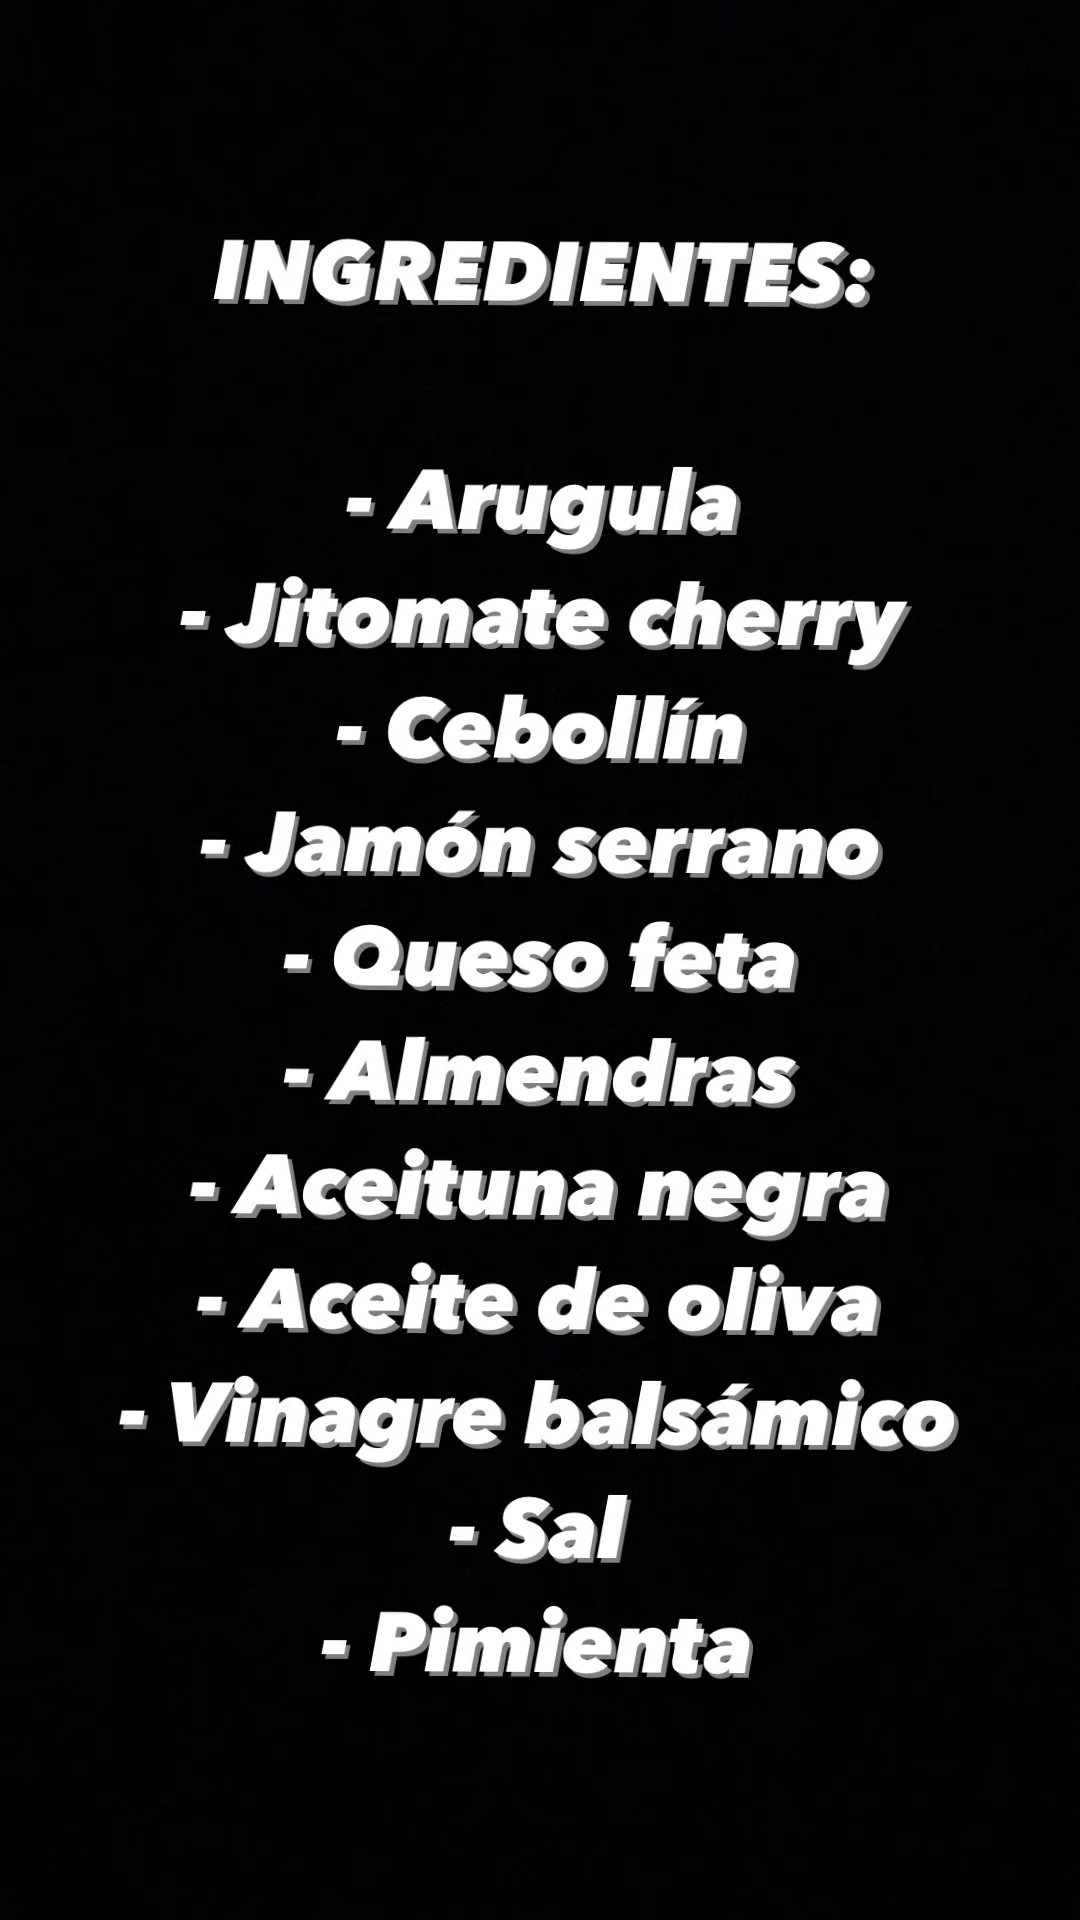 INGREDIENTES:
- Arugula
- Jitomate cherry
- Cebollín
- Jamón serrano
- Queso feta
- Almendras
- Aceituna negra
- Aceite de oliva
- Vinagre balsámico
- Sal
- Pimienta